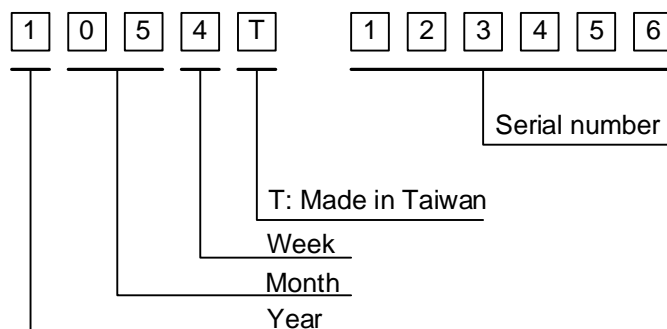 1 0 5 4 T 1 2 3 4 5 6
Serial number
T: Made in Taiwan
Week
Month
Year